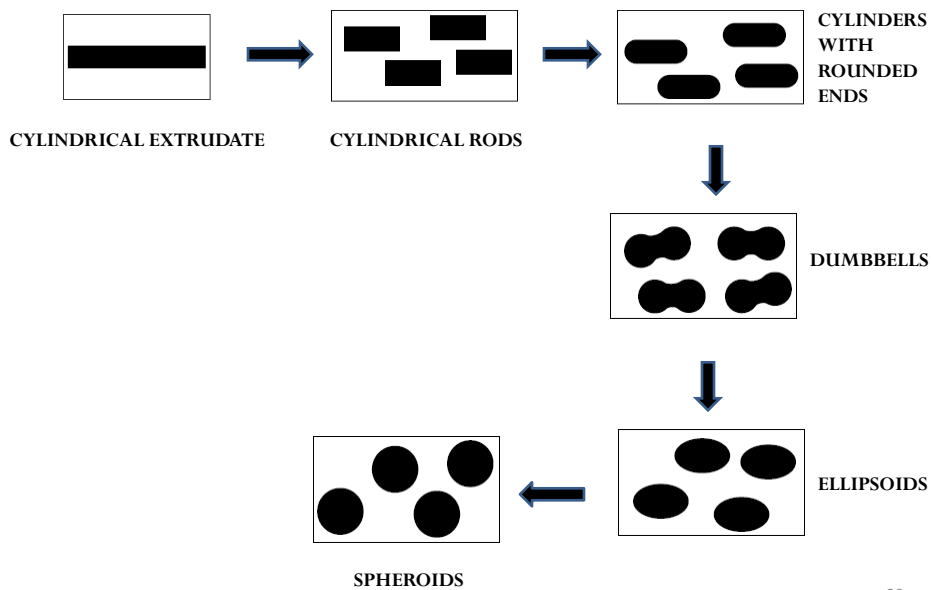 CYLINDERS
WITH
ROUNDED
ENDS
CYLINDRICAL EXTRUDATE
CYLINDRICAL RODS
DUMBBELLS
ELLIPSOIDS
SPHEROIDS